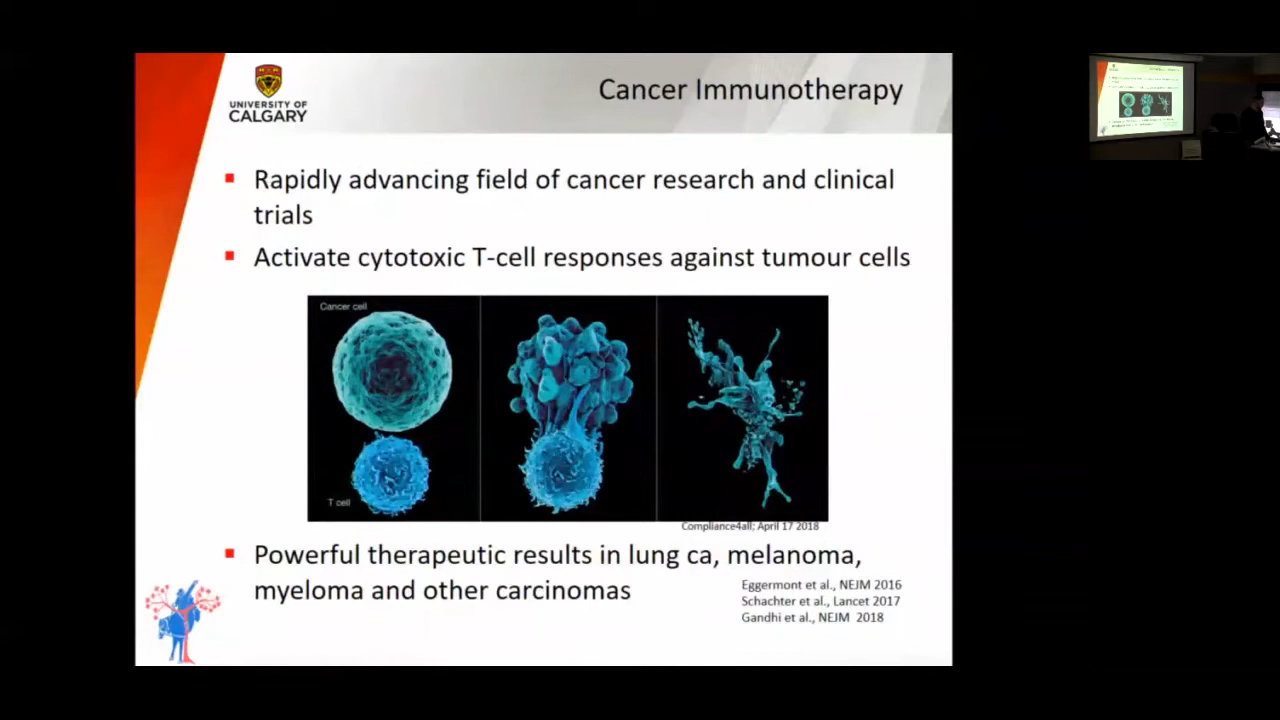 UNIVERSITY OF
CALGARY
Cancer Immunotherapy
Rapidly advancing field of cancer research and clinical
trials
Activate cytotoxic T-cell responses against tumour cells
Cancer cell
T cell
Compliance4all; April 17 2018
Powerful therapeutic results in lung ca, melanoma,
myeloma and other carcinomas
Eggermont et al., NEJM 2016
Schachter et al., Lancet 2017
Gandhi et al., NEJM 2018